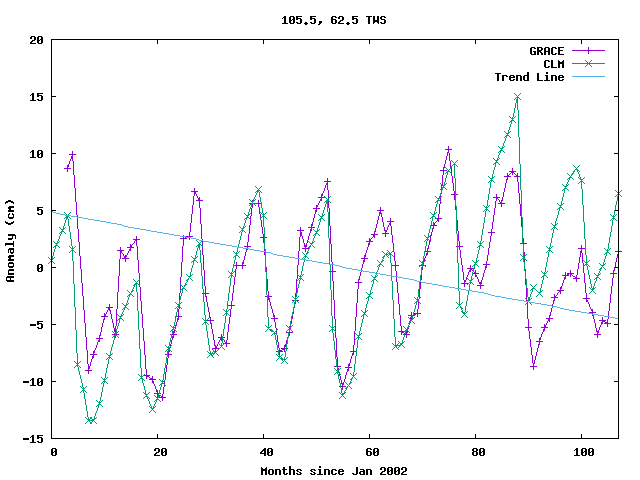 105.5, 62.5 TWS
GRACE
CLM
Trend Line
Anomaly (cm)
20
15
10
5
0
-5
-10
-15
0 20 40 60 80 100
Months since Jan 2002